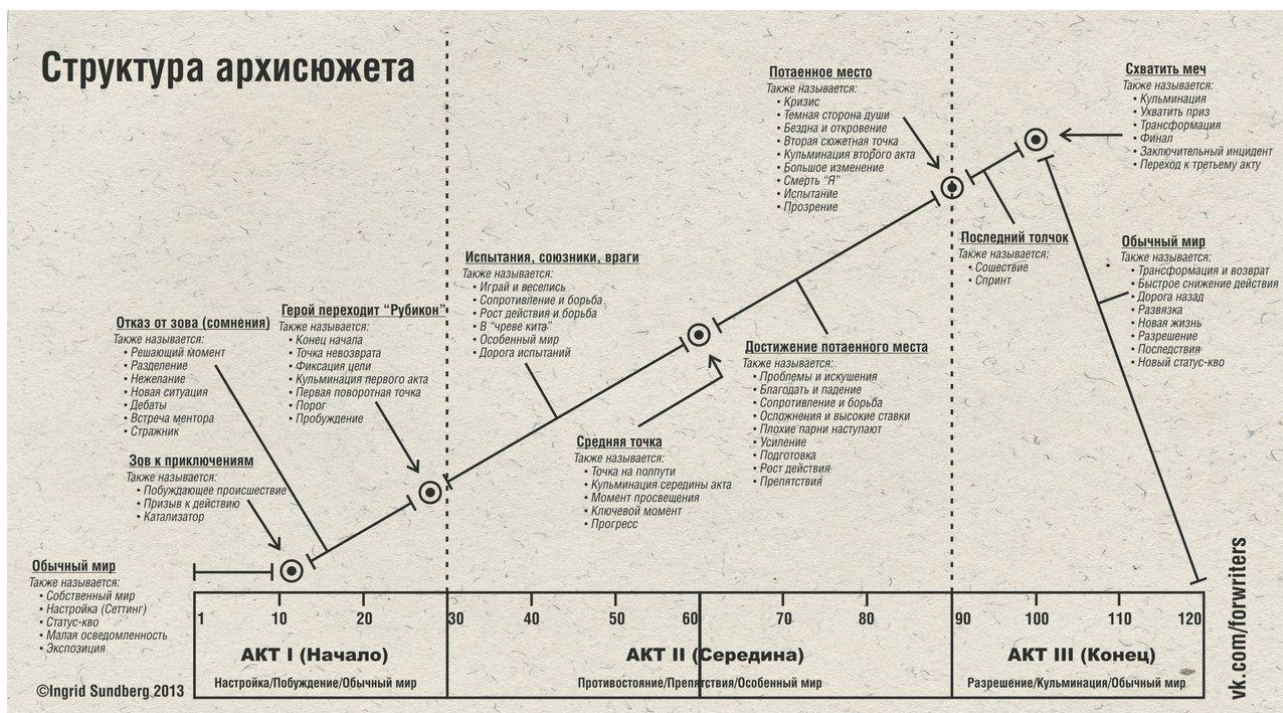 Структура архисюжета
Обычный мир
Также называется:
• Собственный мир
• Настройка (Сеттинг)
• Статус-кво
• Малая осведомленность
• Экспозиция
Зов к приключениям
Также называется:
• Побуждающее происшествие
• Призыв к действию
• Катализатор
Отказ от зова (сомнения)
Также называется:
• Решающий момент
• Разделение
• Нежелание
• Новая ситуация
• Дебаты
• Встреча ментора
• Стражник
Герой переходит "Рубикон"
Также называется:
• Конец начала
• Точка невозврата
• Фиксация цели
• Кульминация первого акта
• Первая поворотная точка
• Порог
• Пробуждение
Испытания, союзники, враги
Также называется:
• Играй и веселись
• Сопротивление и борьба
• Рост действия и борьба
• В "чреве кита"
• Особенный мир
• Дорога испытаний
Средняя точка
Также называется:
• Точка на полпути
• Кульминация середины акта
• Момент просвещения
• Ключевой момент
• Прогресс
Достижение потаенного места
Также называется:
• Проблемы и искушения
• Благодать и падение
• Сопротивление и борьба
• Осложнения и высокие ставки
• Плохие парни наступают
• Усиление
• Подготовка
• Рост действия
• Препятствия
Потаенное место
Также называется:
• Кризис
• Темная сторона души
• Бездна и откровение
• Вторая сюжетная точка
• Кульминация второго акта
• Большое изменение
• Смерть "Я"
• Испытание
• Прозрение
Последний толчок
Также называется:
• Сошествие
• Спринт
Схватить меч
Также называется:
• Кульминация
• Ухватить приз
• Трансформация
• Финал
• Заключительный инцидент
• Переход к третьему акту
Обычный мир
Также называется:
• Трансформация и возврат
• Быстрое снижение действия
• Дорога назад
• Развязка
• Новая жизнь
• Разрешение
• Последствия
• Новый статус-кво
1 10 20 30 40 50 60 70 80 90 100 110 120
АКТ I (Начало)
Настройка/Побуждение/Обычный мир
АКТ II (Середина)
Противостояние/Препятствия/Особенный мир
АКТ III (Конец)
Разрешение/Кульминация/Обычный мир
©Ingrid Sundberg 2013
vk.com/forwriters